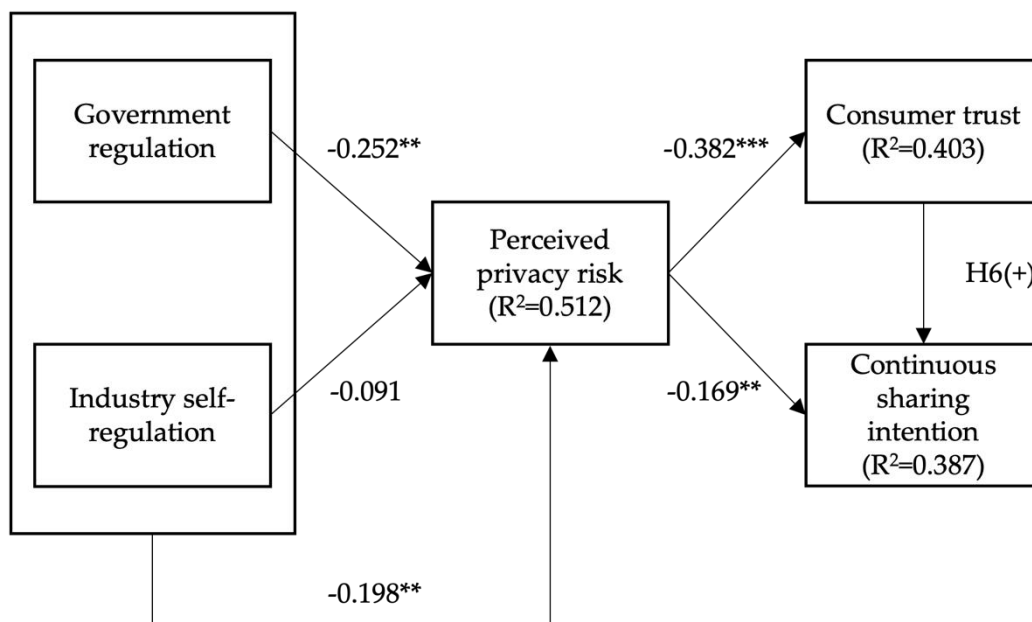 Government
regulation
-0.252**
-0.382***
Consumer trust
(R²=0.403)
Perceived
privacy risk
(R²=0.512)
H6(+)
Industry self-
regulation
-0.091
-0.169**
Continuous
sharing
intention
(R²=0.387)
-0.198**